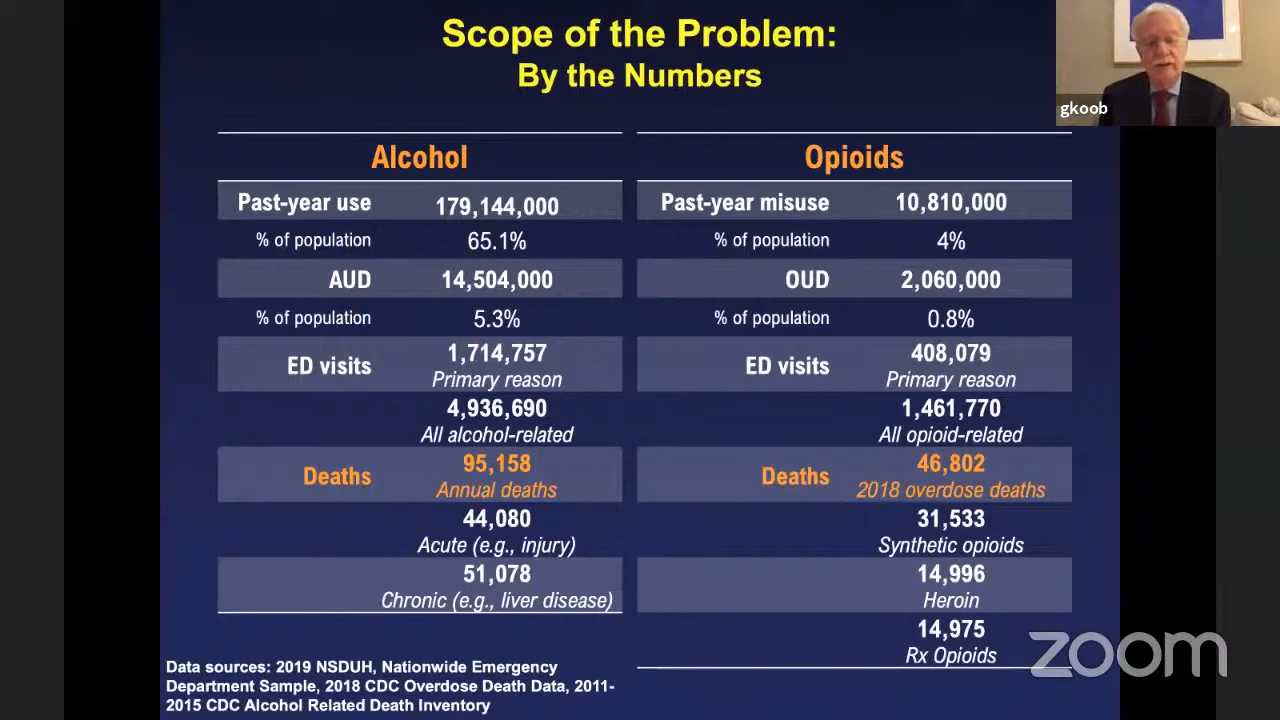 Scope of the Problem:
By the Numbers
gkoob
Alcohol
Past-year use 179,144,000
% of population 65.1%
AUD 14,504,000
% of population 5.3%
ED visits 1,714,757
Primary reason
4,936,690
All alcohol-related
Deaths 95,158
Annual deaths
44,080
Acute (e.g., injury)
51,078
Chronic (e.g., liver disease)
Opioids
Past-year misuse 10,810,000
% of population 4%
OUD 2,060,000
% of population 0.8%
ED visits 408,079
Primary reason
1,461,770
All opioid-related
Deaths 46,802
2018 overdose deaths
31,533
Synthetic opioids
14,996
Heroin
14,975
Rx Opioids
Data sources: 2019 NSDUH, Nationwide Emergency
Department Sample, 2018 CDC Overdose Death Data, 2011-
2015 CDC Alcohol Related Death Inventory
zoom